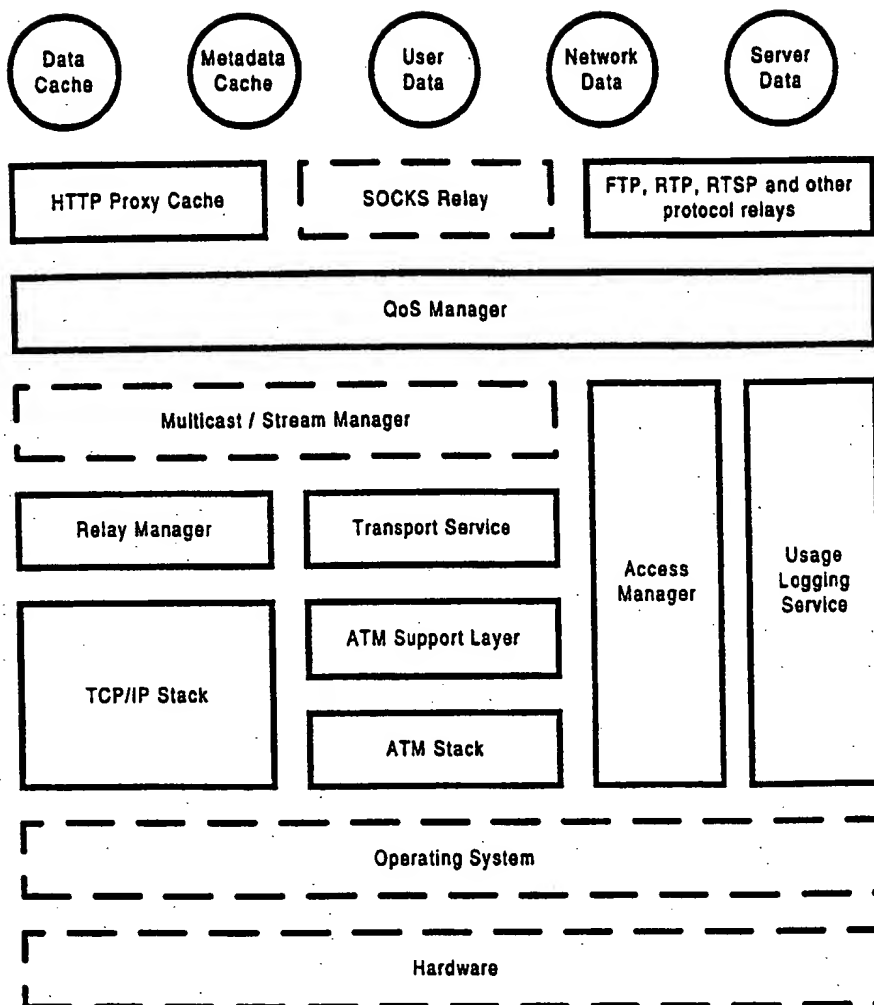 Data
Cache
Metadata
Cache
User
Data
Network
Data
Server
Data
HTTP Proxy Cache
SOCKS Relay
FTP, RTP, RTSP and other
protocol relays
QoS Manager
Multicast / Stream Manager
Relay Manager
Transport Service
Access
Manager
Usage
Logging
Service
TCP/IP Stack
ATM Support Layer
ATM Stack
Operating System
Hardware